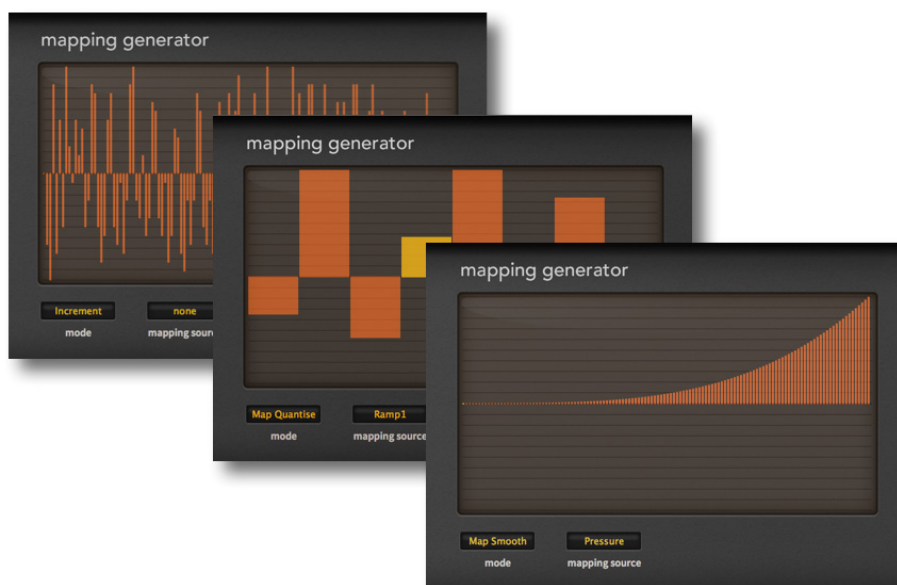 mapping generator
Increment
none
mode
mapping sourc
mapping generator
Map Quantise
Ramp1
mode
mapping source
mapping generator
Map Smooth
Pressure
mode
mapping source